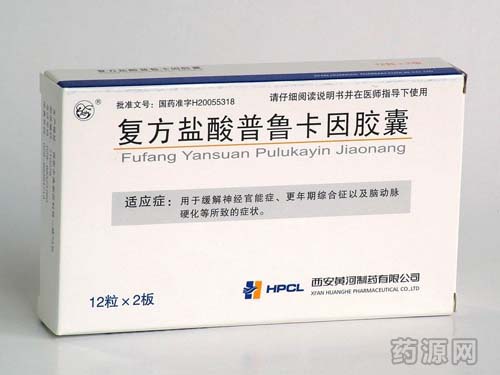 12粒×2板
批准文号：国药准字H20055318
请仔细阅读说明书并在医师指导下使用
复方盐酸普鲁卡因胶囊
Fufang Yansuan Pulukayin Jiaonang
适应症：用于缓解神经官能症、更年期综合征以及脑动脉
硬化等所致的症状。
12粒×2板
HPCL
西安黄河制药有限公司
XI'AN HUANGHE PHARMACEUTICAL CO.,LTD
药源网